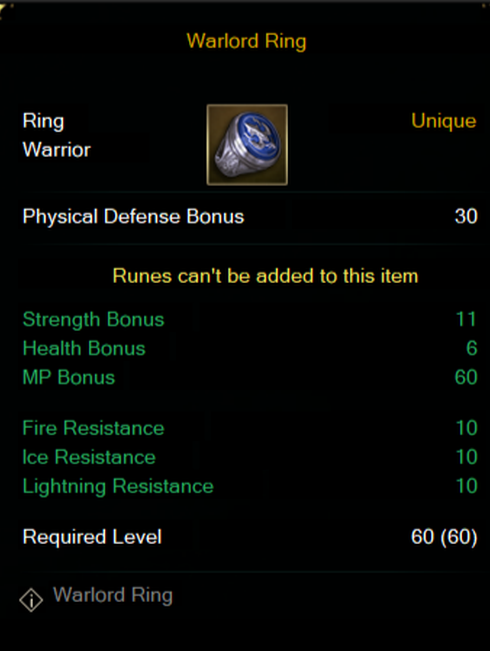 Warlord Ring
Ring Unique
Warrior
Physical Defense Bonus 30
Runes can't be added to this item
Strength Bonus 11
Health Bonus 6
MP Bonus 60
Fire Resistance 10
Ice Resistance 10
Lightning Resistance 10
Required Level 60 (60)
Warlord Ring